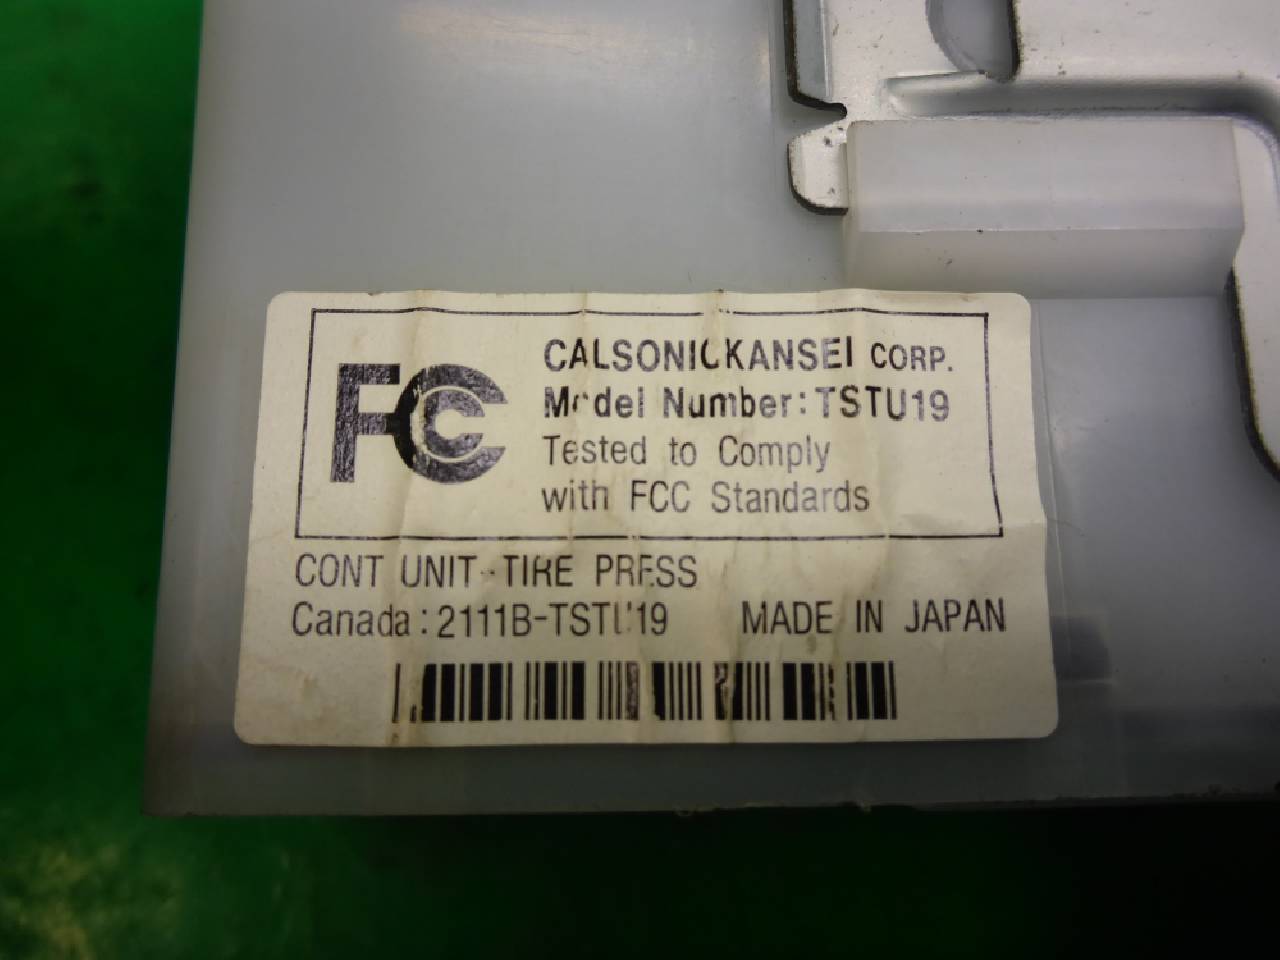 FC CALSONICKANSEI CORP.
Model Number: TSTU19
Tested to Comply
with FCC Standards
CONT UNIT-TIRE PRESS
Canada: 2111B-TSTU19 MADE IN JAPAN